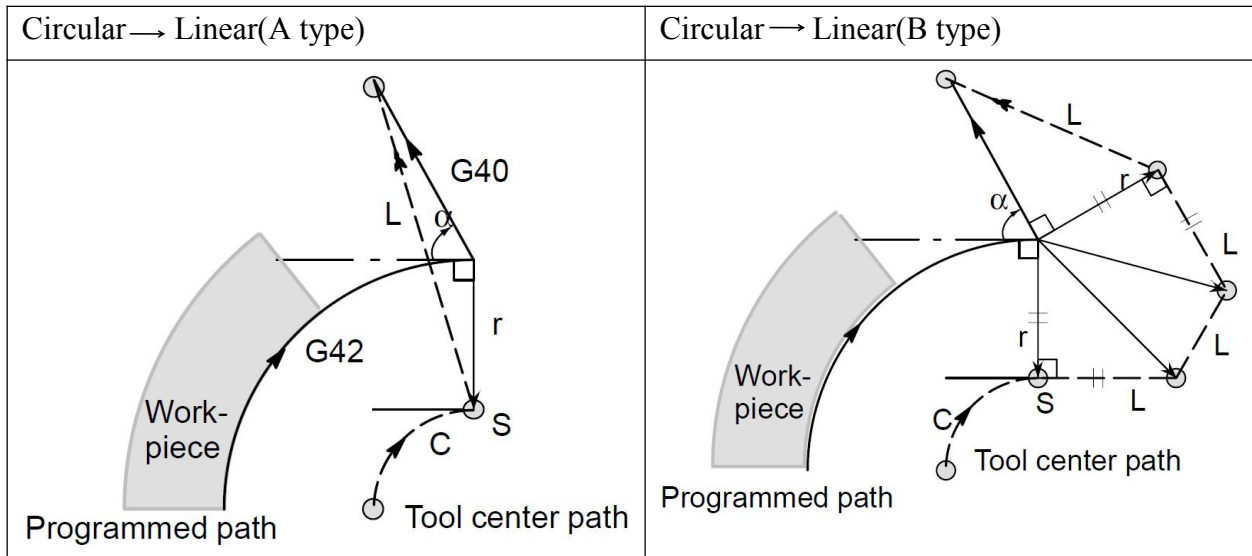 Circular → Linear(A type)
Circular → Linear(B type)
G40
L
α
r
G42
Work-
piece
S
C
Programmed path
Tool center path
L
r
α
L
r
L
Work-
piece
S
L
C
Tool center path
Programmed path